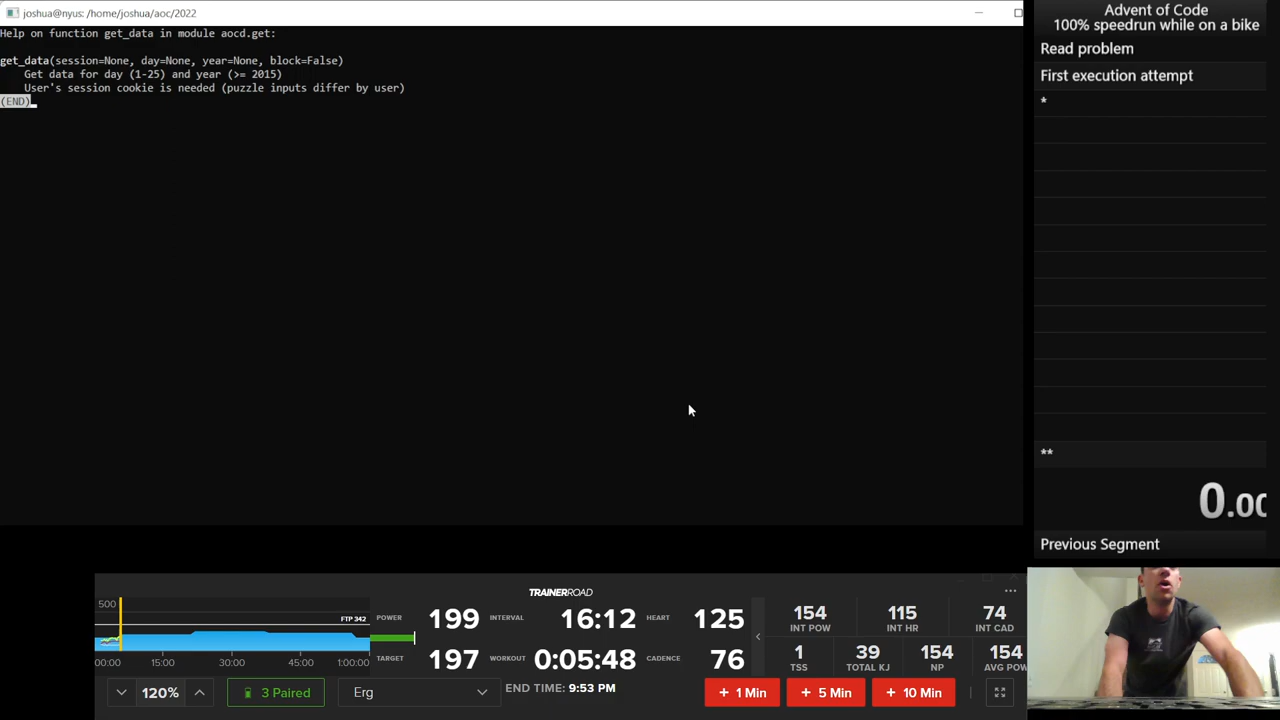 joshua@nyus: /home/joshua/aoc/2022
Help on function get_data in module aocd.get:
get_data(session=None, day=None, year=None, block=False)
Get data for day (1-25) and year (>= 2015)
User's session cookie is needed (puzzle inputs differ by user)
(END)
Advent of Code
100% speedrun while on a bike
Read problem
First execution attempt
*
**
0.00
Previous Segment
TRAINERROAD
500
FTP 342
00:00 15:00 30:00 45:00 1:00:00
POWER 199 INTERVAL 16:12 HEART 125
TARGET 197 WORKOUT 0:05:48 CADENCE 76
154 115 74
INT POW INT HR INT CAD
1 39 154 154
TSS TOTAL KJ NP AVG POW
120% 3 Paired Erg END TIME: 9:53 PM + 1 Min + 5 Min + 10 Min